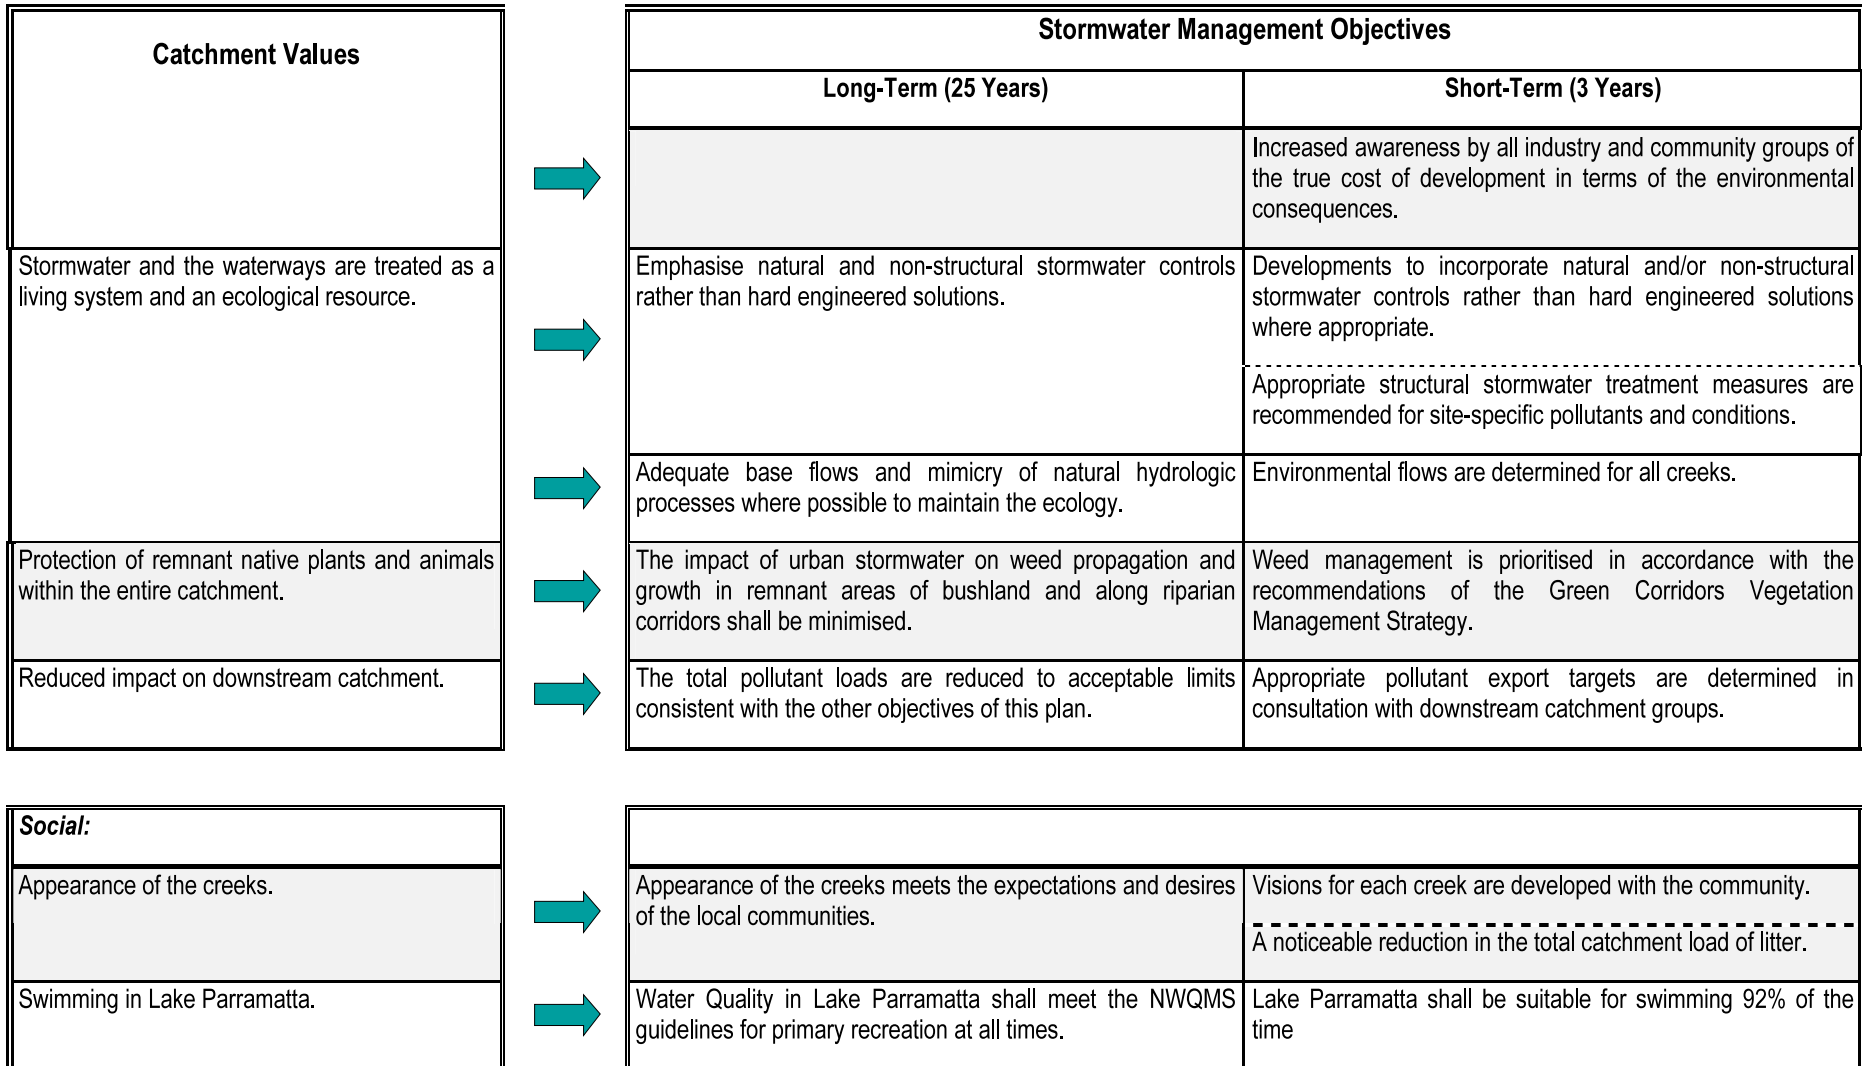 Catchment Values
Stormwater Management Objectives
Long-Term (25 Years)
Short-Term (3 Years)
Increased awareness by all industry and community groups of
the true cost of development in terms of the environmental
consequences.
Stormwater and the waterways are treated as a
living system and an ecological resource.
Emphasise natural and non-structural stormwater controls
rather than hard engineered solutions.
Developments to incorporate natural and/or non-structural
stormwater controls rather than hard engineered solutions
where appropriate.
Appropriate structural stormwater treatment measures are
recommended for site-specific pollutants and conditions.
Adequate base flows and mimicry of natural hydrologic
processes where possible to maintain the ecology.
Environmental flows are determined for all creeks.
Protection of remnant native plants and animals
within the entire catchment.
The impact of urban stormwater on weed propagation and
growth in remnant areas of bushland and along riparian
corridors shall be minimised.
Weed management is prioritised in accordance with the
recommendations of the Green Corridors Vegetation
Management Strategy.
Reduced impact on downstream catchment.
The total pollutant loads are reduced to acceptable limits
consistent with the other objectives of this plan.
Appropriate pollutant export targets are determined in
consultation with downstream catchment groups.
Social:
Appearance of the creeks.
Appearance of the creeks meets the expectations and desires
of the local communities.
Visions for each creek are developed with the community.
A noticeable reduction in the total catchment load of litter.
Swimming in Lake Parramatta.
Water Quality in Lake Parramatta shall meet the NWQMS
guidelines for primary recreation at all times.
Lake Parramatta shall be suitable for swimming 92% of the
time